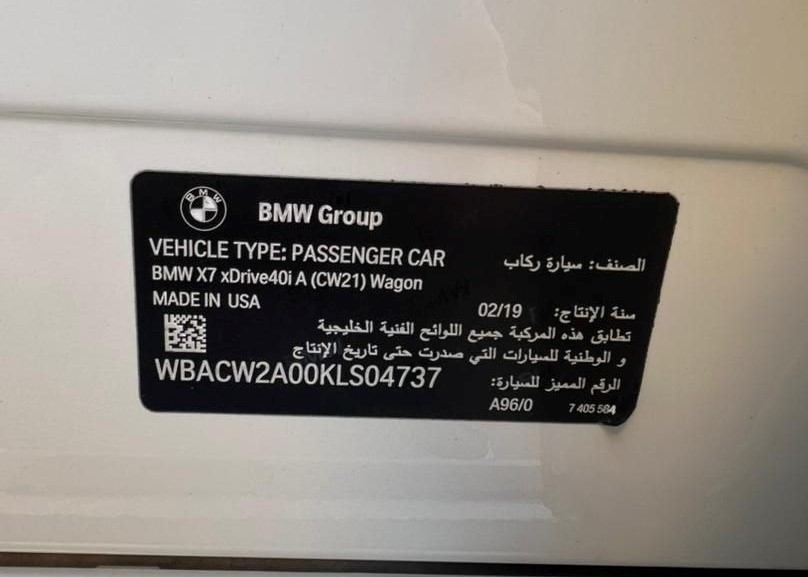 BMW
BMW Group
VEHICLE TYPE: PASSENGER CAR
الصنف: سيارة ركاب
BMW X7 xDrive40i A (CW21) Wagon
MADE IN USA
سنة الإنتاج: 02/19
تطابق هذه المركبة جميع اللوائح الفنية الخليجية
و الوطنية للسيارات التي صدرت حتى تاريخ الإنتاج
الرقم المميز للسيارة:
WBACW2A00KLS04737
A96/0
7 405 584